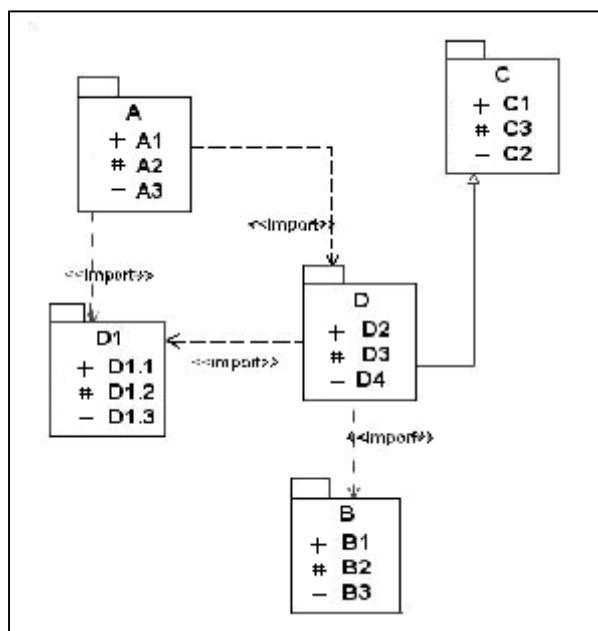 C
+ C1
# C3
- C2
A
+ A1
# A2
- A3
<<import>>
<<import>>
D
+ D2
# D3
- D4
D1
+ D1.1
# D1.2
- D1.3
<<import>>
<<import>>
B
+ B1
# B2
- B3